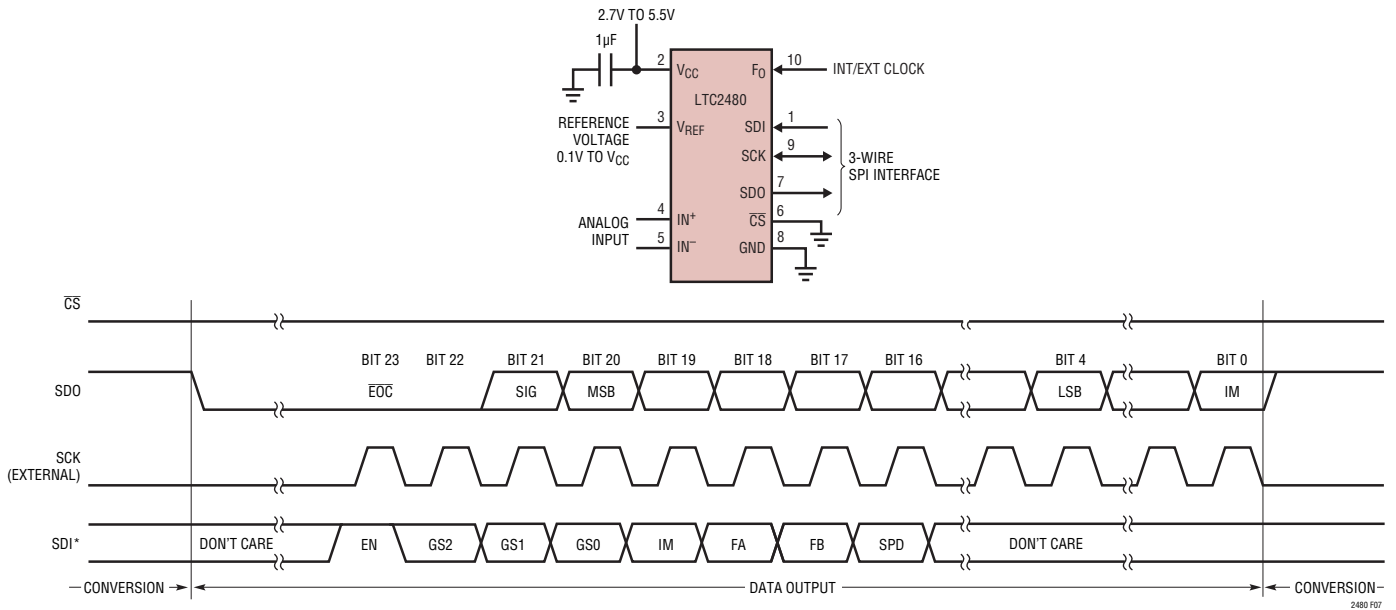 2.7V TO 5.5V
1µF
2
VCC
LTC2480
FO
10
INT/EXT CLOCK
REFERENCE
VOLTAGE
0.1V TO VCC
3
VREF
SDI
1
SCK
9
3-WIRE
SPI INTERFACE
SDO
7
ANALOG
INPUT
4
IN+
CS
6
5
IN–
GND
8
CS
BIT 23 BIT 22 BIT 21 BIT 20 BIT 19 BIT 18 BIT 17 BIT 16 BIT 4 BIT 0
SDO
EOC SIG MSB LSB IM
SCK
(EXTERNAL)
SDI*
DON'T CARE EN GS2 GS1 GS0 IM FA FB SPD DON'T CARE
CONVERSION DATA OUTPUT CONVERSION
2480 F07